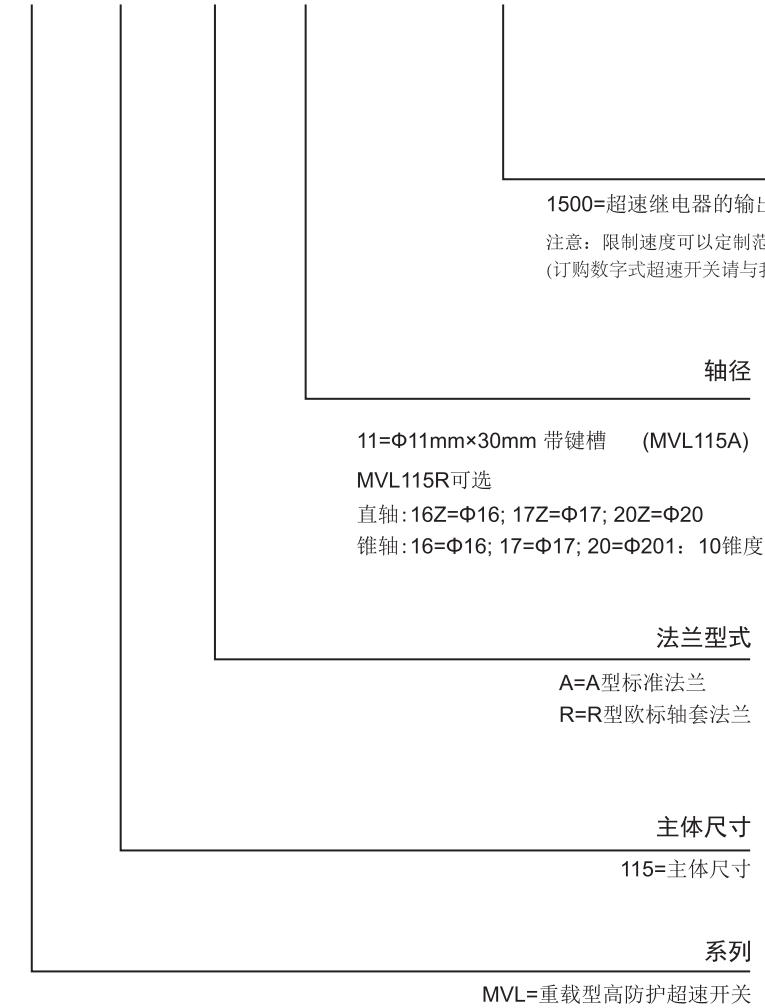 1500=超速继电器的输
注意：限制速度可以定制范
(订购数字式超速开关请与
轴径
11=Φ11mm×30mm 带键槽 (MVL115A)
MVL115R可选
直轴:16Z=Φ16; 17Z=Φ17; 20Z=Φ20
锥轴:16=Φ16; 17=Φ17; 20=Φ201：10锥度
法兰型式
A=A型标准法兰
R=R型欧标轴套法兰
主体尺寸
115=主体尺寸
系列
MVL=重载型高防护超速开关